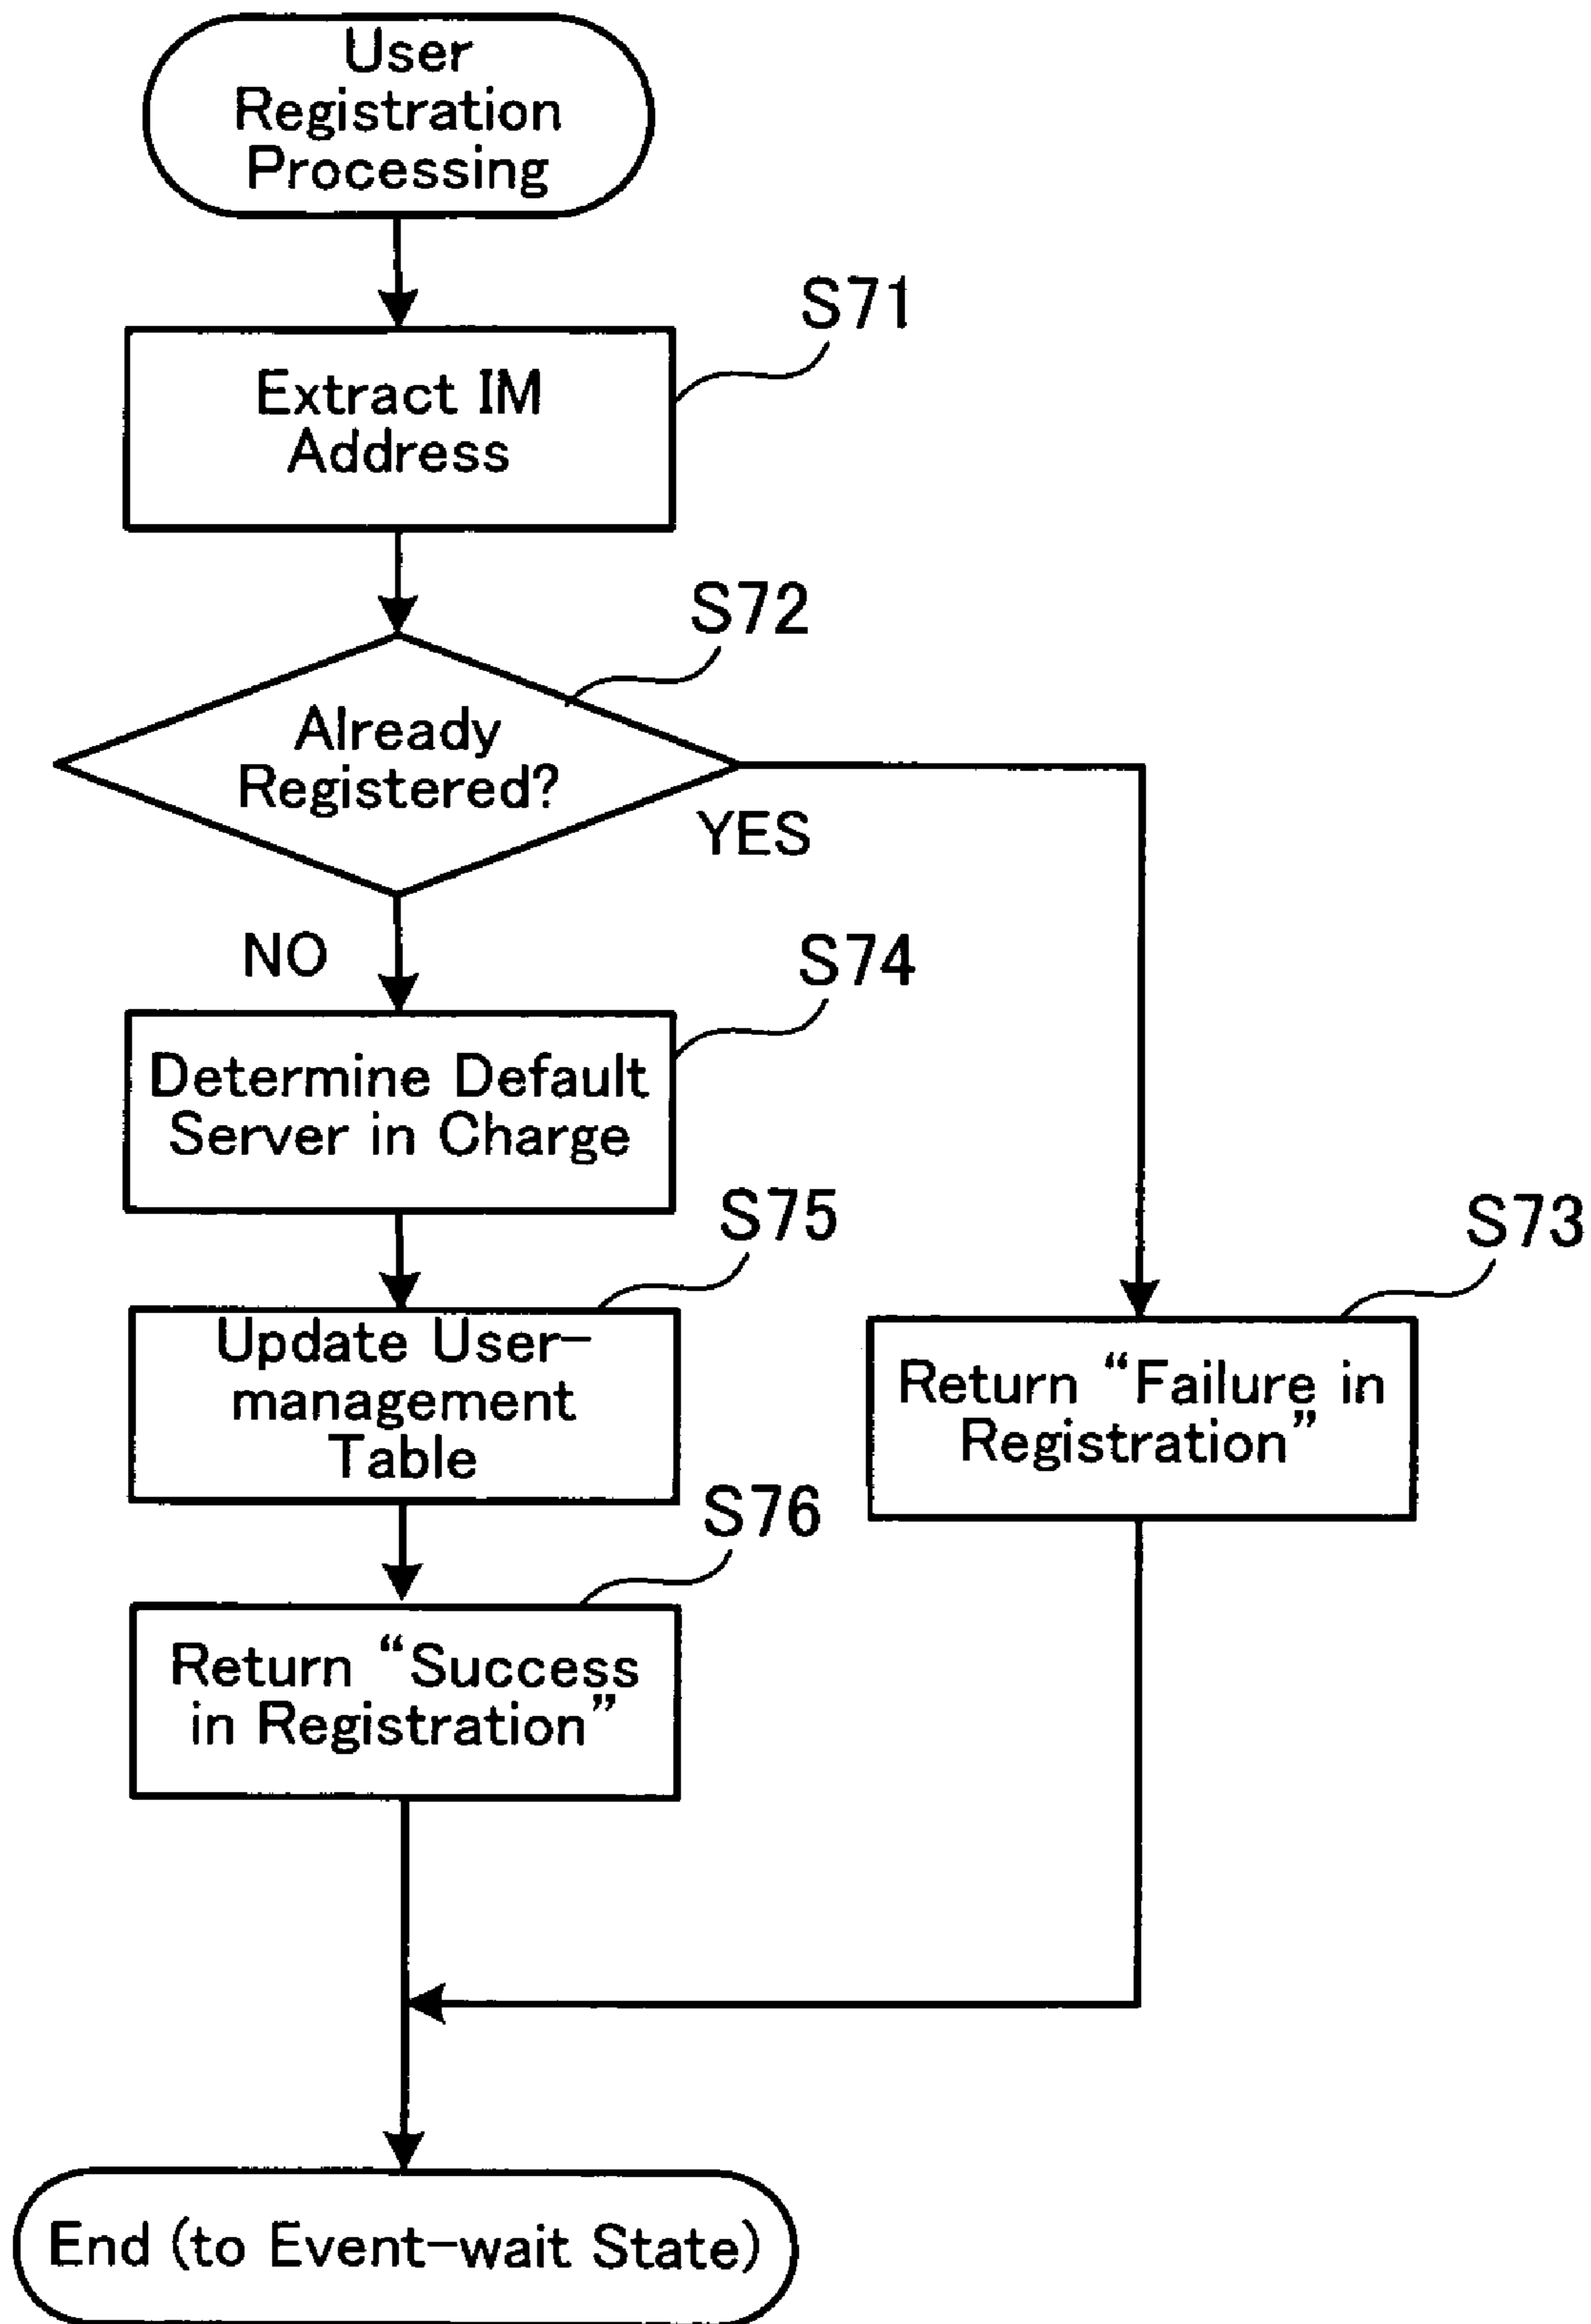 User
Registration
Processing
S71
Extract IM
Address
S72
Already
Registered?
YES
NO
S74
Determine Default
Server in Charge
S75
S73
Update User-
management
Table
Return “Failure in
Registration”
S76
Return “Success
in Registration”
End (to Event-wait State)